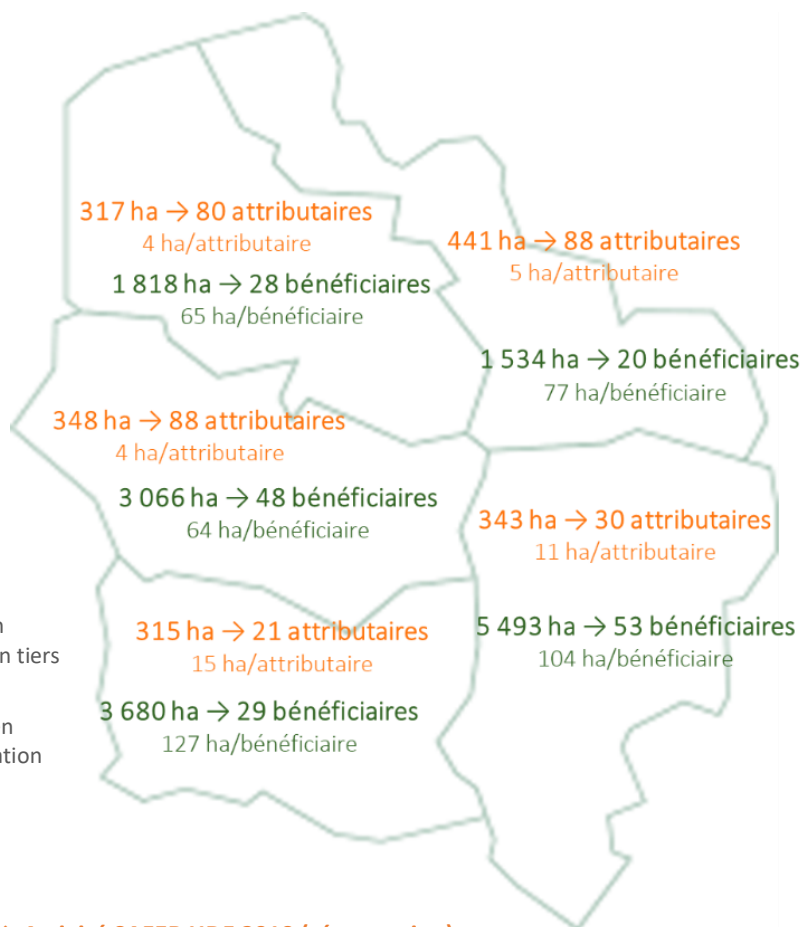 317 ha → 80 attributaires
4 ha/attributaire
1 818 ha → 28 bénéficiaires
65 ha/bénéficiaire
441 ha → 88 attributaires
5 ha/attributaire
1 534 ha → 20 bénéficiaires
77 ha/bénéficiaire
348 ha → 88 attributaires
4 ha/attributaire
3 066 ha → 48 bénéficiaires
64 ha/bénéficiaire
343 ha → 30 attributaires
11 ha/attributaire
5 493 ha → 53 bénéficiaires
104 ha/bénéficiaire
315 ha → 21 attributaires
15 ha/attributaire
3 680 ha → 29 bénéficiaires
127 ha/bénéficiaire
n
n tiers
n
ation